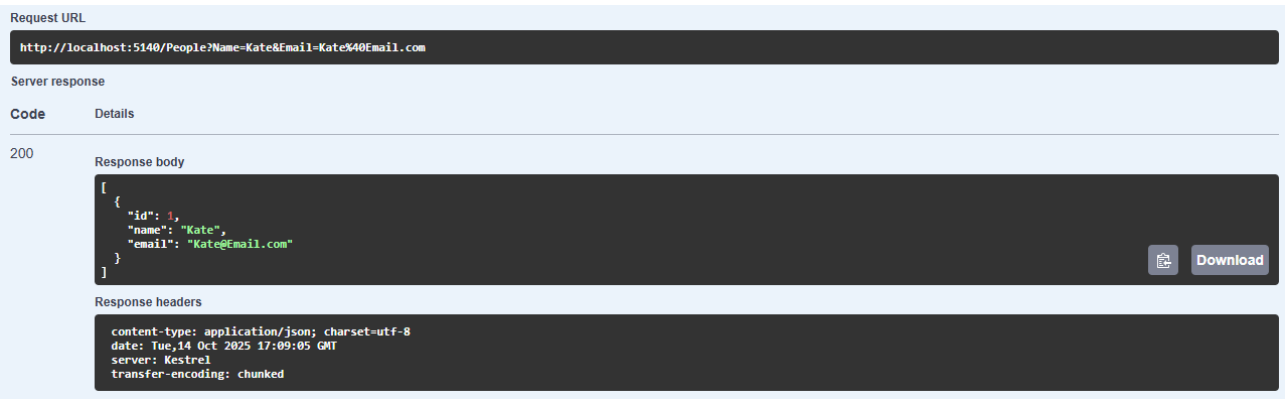 Request URL
http://localhost:5140/People?Name=Kate&Email=Kate%40Email.com
Server response
Code Details
200
Response body
[
{
"id": 1,
"name": "Kate",
"email": "Kate@Email.com"
}
]
Download
Response headers
content-type: application/json; charset=utf-8
date: Tue,14 Oct 2025 17:09:05 GMT
server: Kestrel
transfer-encoding: chunked